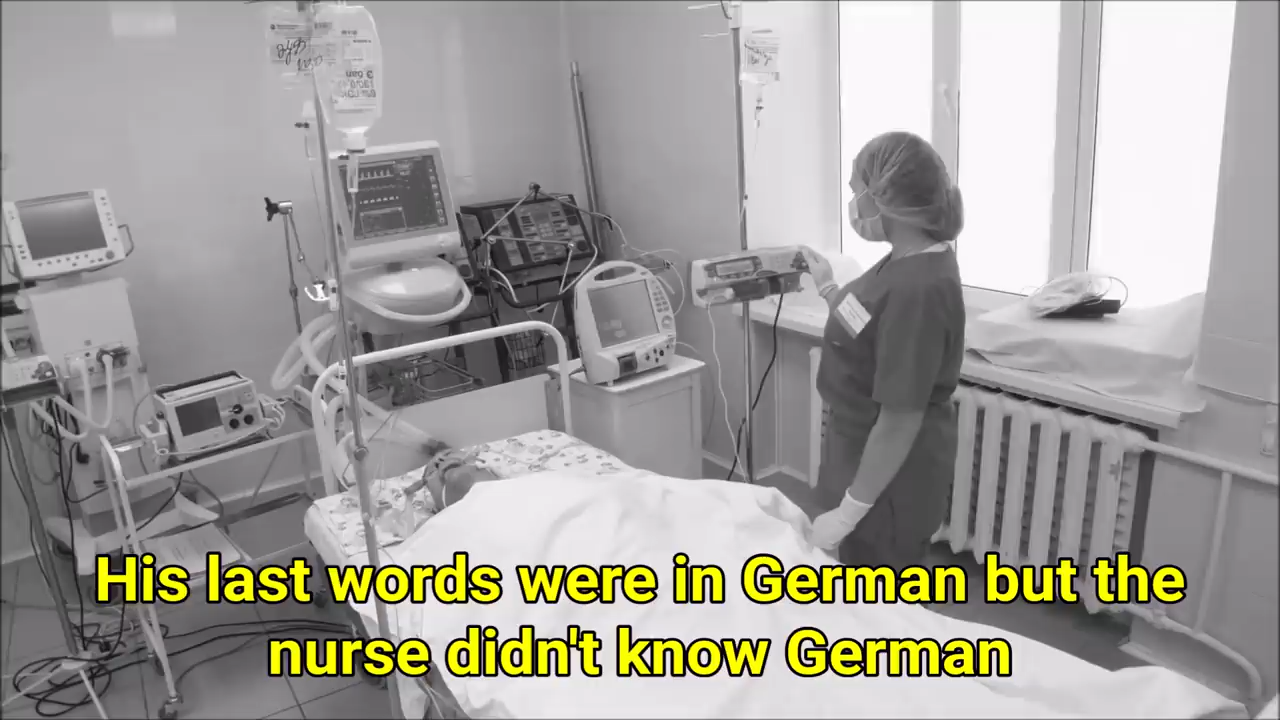 His last words were in German but the
nurse didn't know German